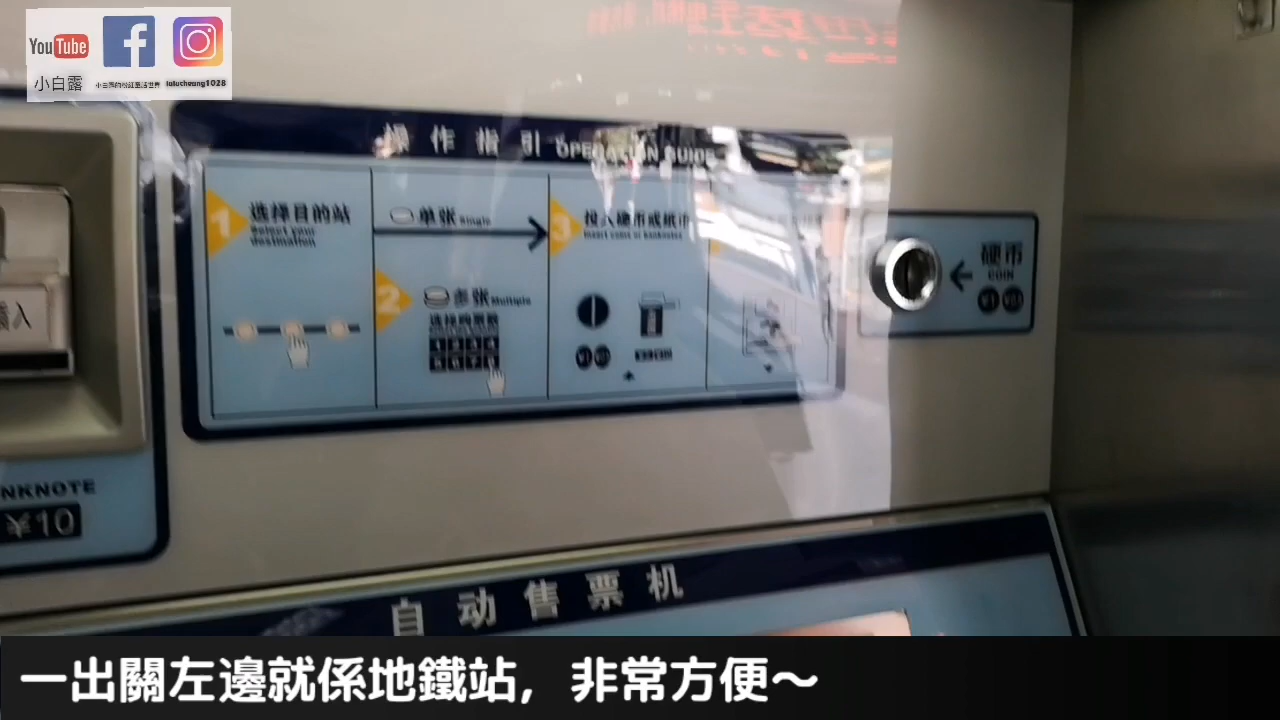 YouTube
小白露
lulucheung1028
操作指引 OPERATION GUIDE
1 选择目的站
Select your
destination
单张 Single
2 多张 Multiple
选择购票数
3 投入硬币或纸币
Insert coins or banknotes
硬币
COIN
¥1
NKNOTE
¥10
自动售票机
一出關左邊就係地鐵站，非常方便～